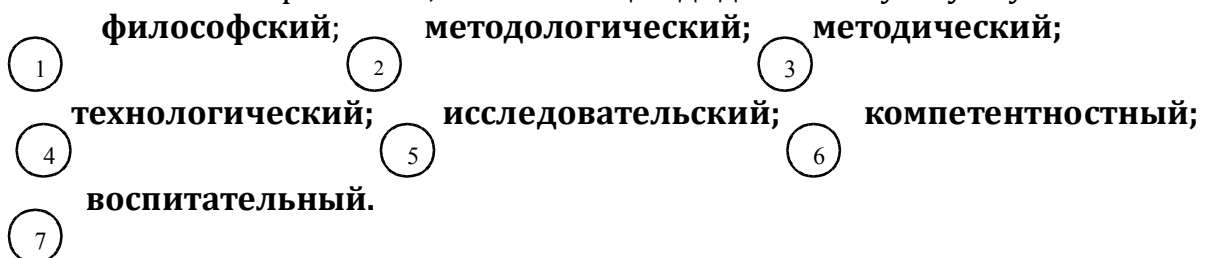 философский; методологический; методический;
1 2 3
технологический; исследовательский; компетентностный;
4 5 6
воспитательный.
7